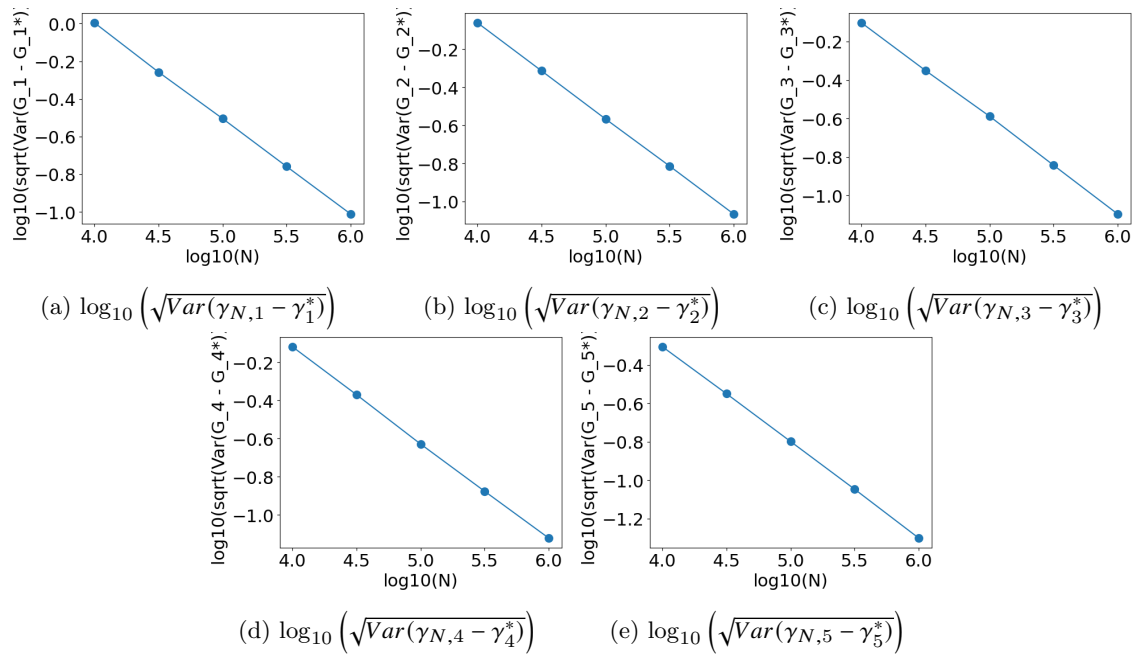 log10(sqrt(Var(G_1 - G_1*)
0.0
−0.2
−0.4
−0.6
−0.8
−1.0
4.0 4.5 5.0 5.5 6.0
log10(N)
(a) log₁₀ (√Var(γ_{N,1} − γ₁*))
log10(sqrt(Var(G_2 - G_2*)
−0.2
−0.4
−0.6
−0.8
−1.0
4.0 4.5 5.0 5.5 6.0
log10(N)
(b) log₁₀ (√Var(γ_{N,2} − γ₂*))
log10(sqrt(Var(G_3 - G_3*)
−0.2
−0.4
−0.6
−0.8
−1.0
4.0 4.5 5.0 5.5 6.0
log10(N)
(c) log₁₀ (√Var(γ_{N,3} − γ₃*))
log10(sqrt(Var(G_4 - G_4*)
−0.2
−0.4
−0.6
−0.8
−1.0
4.0 4.5 5.0 5.5 6.0
log10(N)
(d) log₁₀ (√Var(γ_{N,4} − γ₄*))
log10(sqrt(Var(G_5 - G_5*)
−0.4
−0.6
−0.8
−1.0
−1.2
4.0 4.5 5.0 5.5 6.0
log10(N)
(e) log₁₀ (√Var(γ_{N,5} − γ₅*))